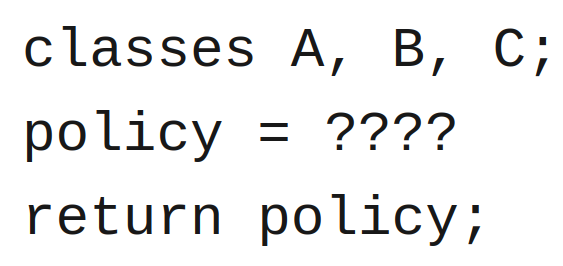 classes A, B, C;
policy = ????
return policy;